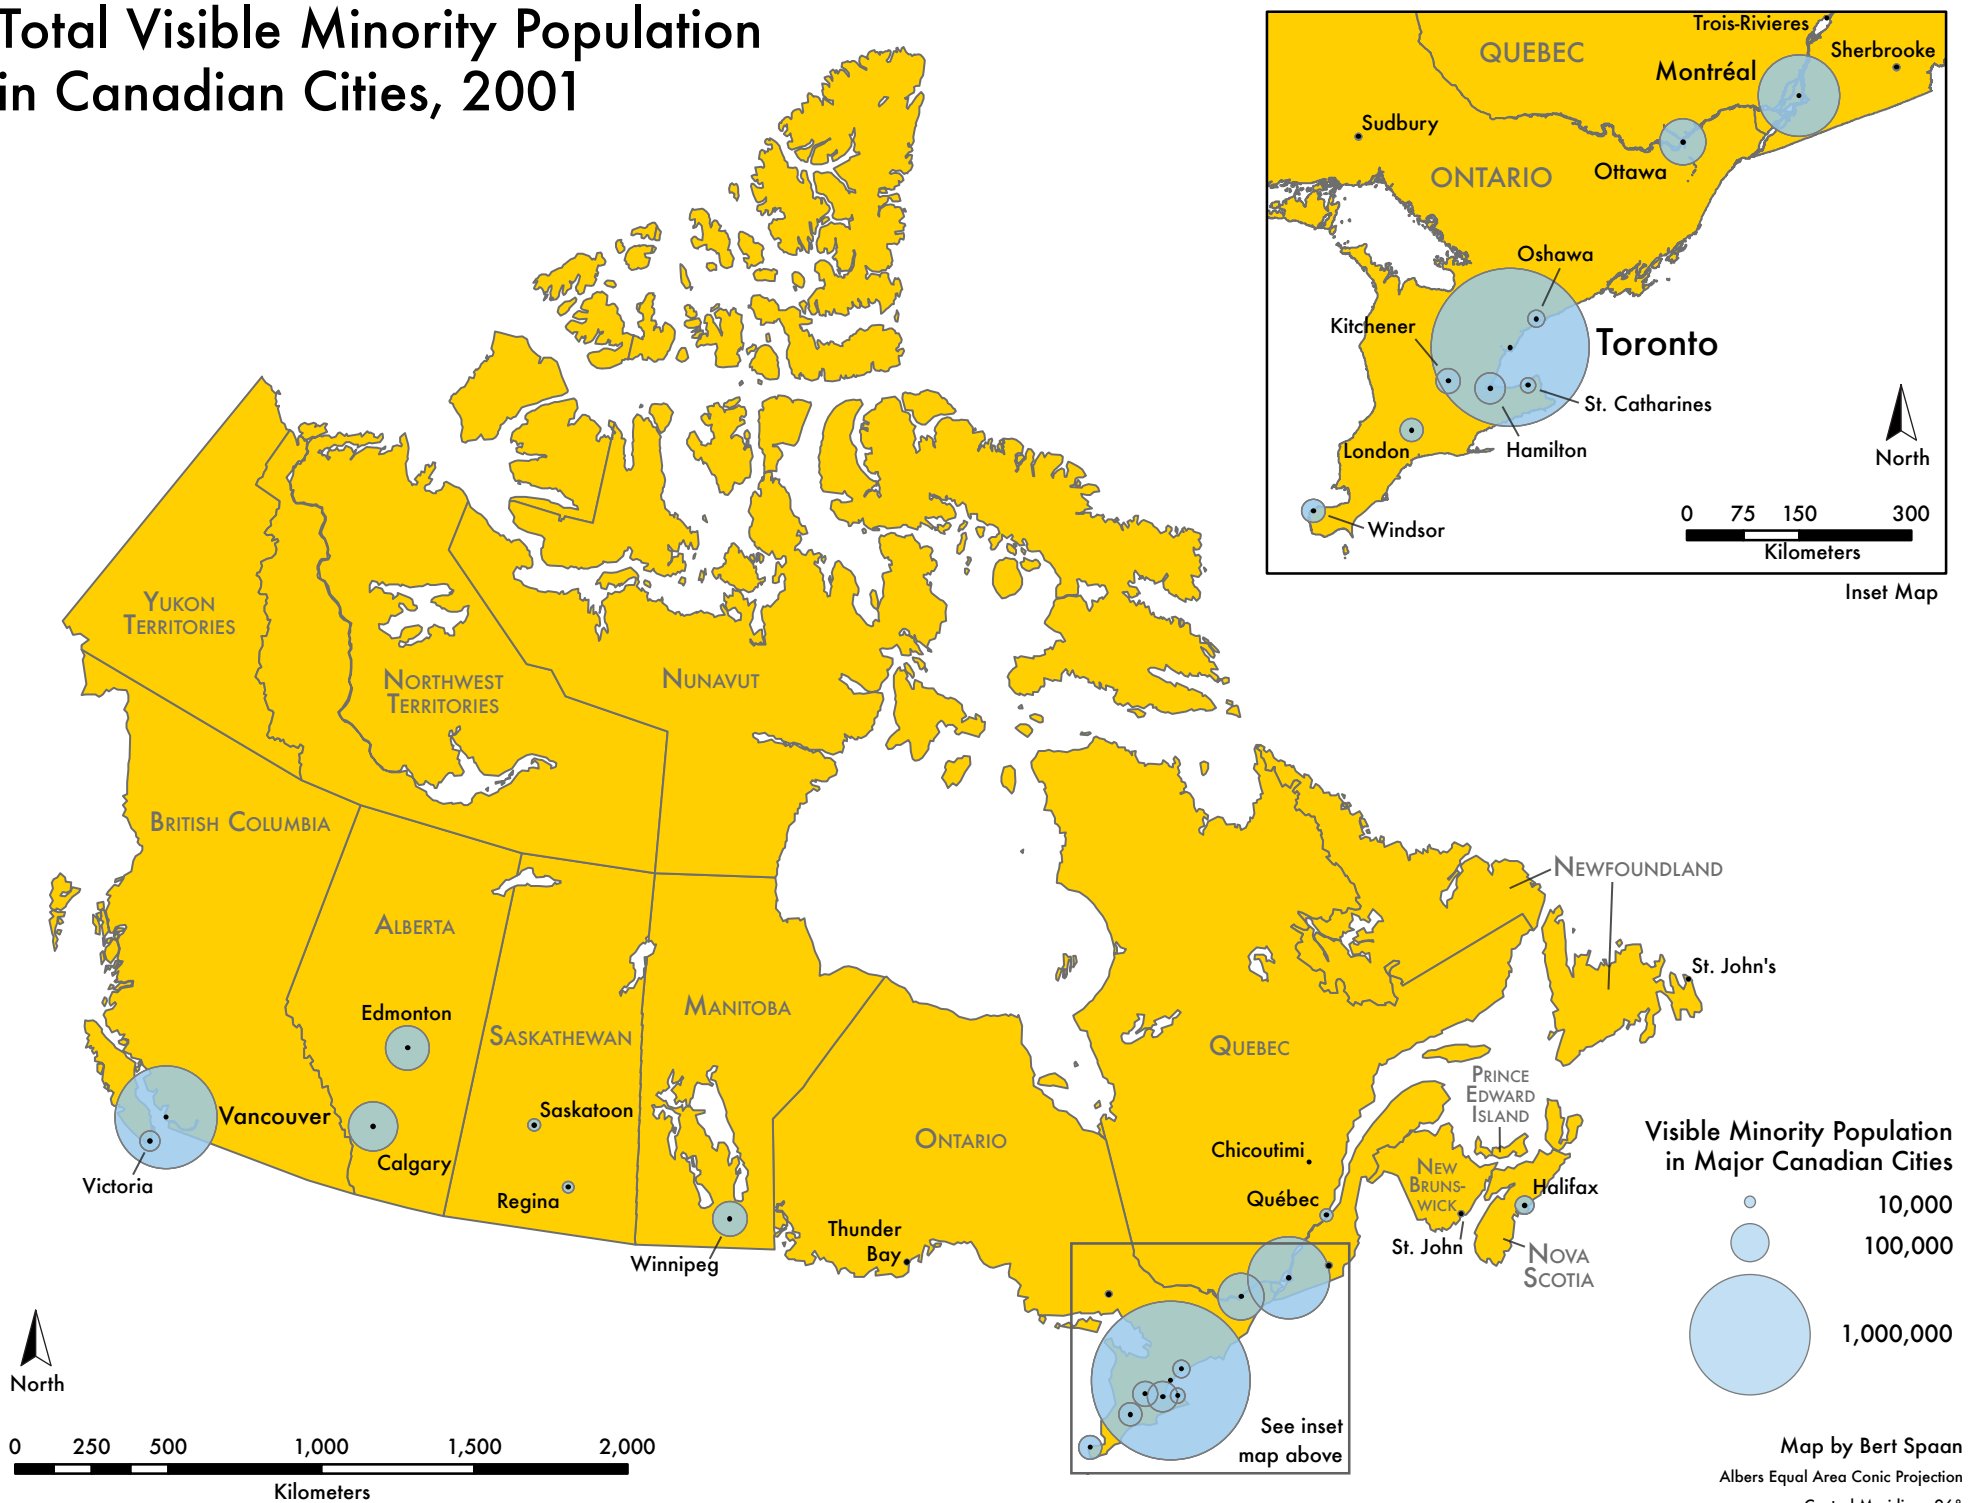 Total Visible Minority Population
in Canadian Cities, 2001
Trois-Rivieres
Sherbrooke
QUEBEC
Montréal
Sudbury
Ottawa
ONTARIO
Oshawa
Kitchener
Toronto
St. Catharines
London
Hamilton
North
Windsor
0 75 150 300
Kilometers
Inset Map
YUKON
TERRITORIES
NORTHWEST
TERRITORIES
NUNAVUT
BRITISH COLUMBIA
NEWFOUNDLAND
ALBERTA
St. John's
Edmonton
MANITOBA
SASKATHEWAN
QUEBEC
PRINCE
EDWARD
ISLAND
Vancouver
Saskatoon
ONTARIO
Chicoutimi
Calgary
Victoria
Regina
Québec
NEW
BRUNS-
WICK
Halifax
Thunder
Bay
St. John
Winnipeg
NOVA
SCOTIA
Visible Minority Population
in Major Canadian Cities
10,000
100,000
1,000,000
North
See inset
map above
0 250 500 1,000 1,500 2,000
Kilometers
Map by Bert Spaan
Albers Equal Area Conic Projection